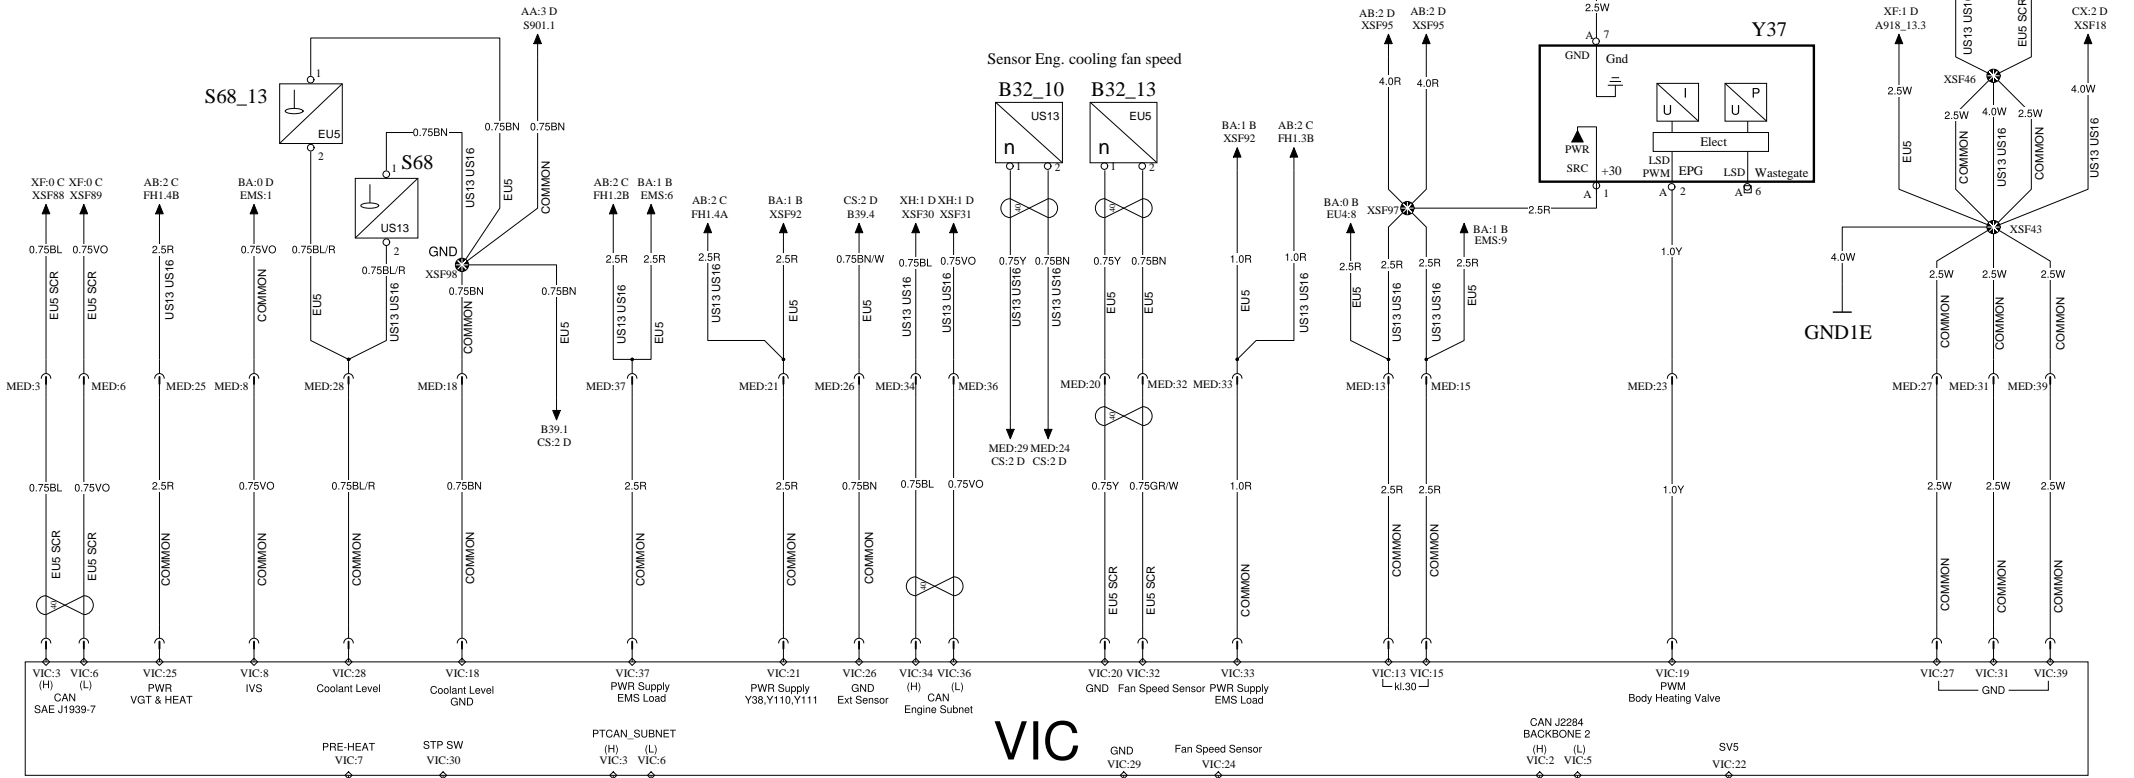 AA:3 D
S901.1
AB:2 D AB:2 D
XSF95 XSF95
2.5W
A 7
Y37
XF:1 D
A918_13.3
US13 US16
EU5 SCR
CX:2 D
XSF18
Sensor Eng. cooling fan speed
S68_13
1
EU5
2
B32_10
US13
n
1 2
B32_13
EU5
n
1 2
GND Gnd
PWR
SRC +30
A 1
I
U
P
U
Elect
LSD
PWM EPG
A 2
LSD Wastegate
A 6
XSF46
2.5W 4.0W 2.5W
COMMON US13 US16 COMMON
2.5W
EU5
4.0W
US13 US16
4.0R 4.0R
0.75BN 0.75BN 0.75BN
US13 US16 EU5 COMMON
S68
1
US13
2
XF:0 C XF:0 C
XSF88 XSF89
AB:2 C
FH1.4B
BA:0 D
EMS:1
GND
XSF98
AB:2 C BA:1 B
FH1.2B EMS:6
AB:2 C
FH1.4A
BA:1 B
XSF92
CS:2 D
B39.4
XH:1 D XH:1 D
XSF30 XSF31
40 40
BA:1 B
XSF92
AB:2 C
FH1.3B
BA:0 B
EU4:8
XSF97
2.5R
BA:1 B
EMS:9
XSF43
4.0W
GND1E
0.75BL 0.75VO 2.5R 0.75VO 0.75BL/R 0.75BL/R 0.75BN 0.75BN 2.5R 2.5R 2.5R 2.5R 0.75BN/W 0.75BL 0.75VO 0.75Y 0.75BN 0.75Y 0.75BN 1.0R 1.0R 2.5R 2.5R 2.5R 2.5R 1.0Y 2.5W 2.5W 2.5W
EU5 SCR EU5 SCR US13 US16 COMMON EU5 US13 US16 COMMON EU5 US13 US16 EU5 US13 US16 EU5 EU5 US13 US16 US13 US16 US13 US16 US13 US16 EU5 EU5 EU5 US13 US16 EU5 US13 US16 US13 US16 EU5 COMMON COMMON COMMON
MED:3 MED:6 MED:25 MED:8 MED:28 MED:18 MED:37 MED:21 MED:26 MED:34 MED:36 MED:20 MED:32 MED:33 MED:13 MED:15 MED:23 MED:27 MED:31 MED:39
B39.1
CS:2 D
40
MED:29 MED:24
CS:2 D CS:2 D
0.75BL 0.75VO 2.5R 0.75VO 0.75BL/R 0.75BN 2.5R 2.5R 0.75BN 0.75BL 0.75VO 0.75Y 0.75GR/W 1.0R 2.5R 2.5R 1.0Y 2.5W 2.5W 2.5W
EU5 SCR EU5 SCR COMMON COMMON COMMON COMMON COMMON COMMON COMMON EU5 SCR EU5 SCR COMMON COMMON COMMON COMMON COMMON COMMON
40 40
VIC:3 VIC:6 VIC:25 VIC:8 VIC:28 VIC:18 VIC:37 VIC:21 VIC:26 VIC:34 VIC:36 VIC:20 VIC:32 VIC:33 VIC:13 VIC:15 VIC:19 VIC:27 VIC:31 VIC:39
(H) (L)
CAN
SAE J1939-7
PWR
VGT & HEAT
IVS
Coolant Level
Coolant Level
GND
PWR Supply
EMS Load
PWR Supply
Y38,Y110,Y111
GND
Ext Sensor
(H) (L)
CAN
Engine Subnet
GND Fan Speed Sensor
PWR Supply
EMS Load
kl.30
PWM
Body Heating Valve
GND
VIC
PRE-HEAT
VIC:7
STP SW
VIC:30
PTCAN_SUBNET
(H) (L)
VIC:3 VIC:6
GND
VIC:29
Fan Speed Sensor
VIC:24
CAN J2284
BACKBONE 2
(H) (L)
VIC:2 VIC:5
SV5
VIC:22